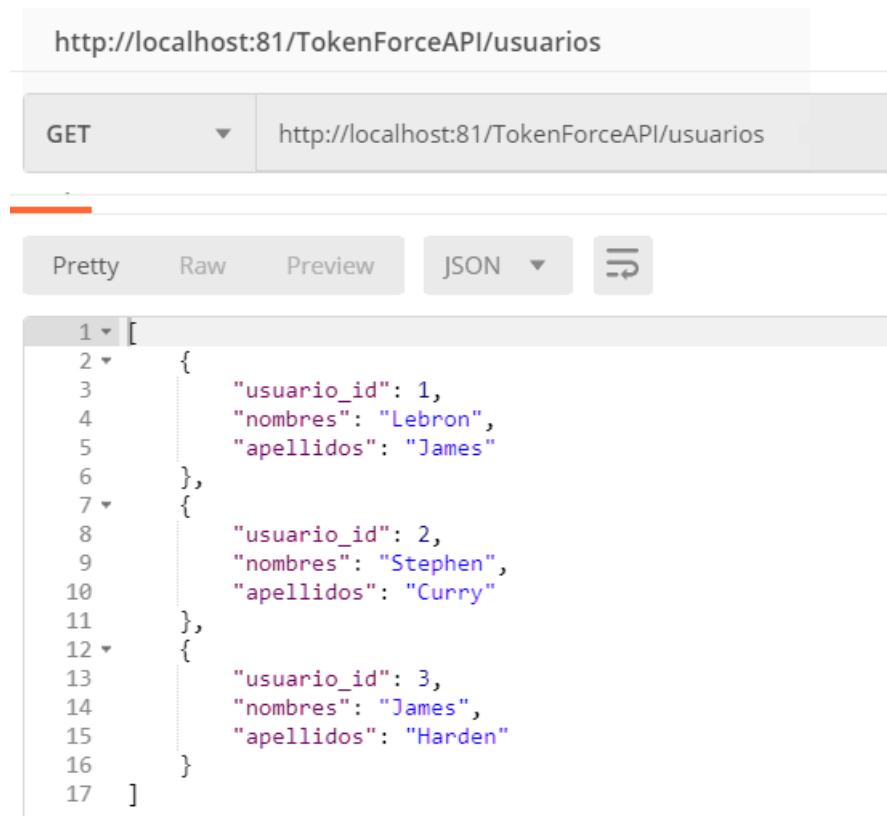 http://localhost:81/TokenForceAPI/usuarios
GET http://localhost:81/TokenForceAPI/usuarios
Pretty Raw Preview JSON
1 [
2 {
3 "usuario_id": 1,
4 "nombres": "Lebron",
5 "apellidos": "James"
6 },
7 {
8 "usuario_id": 2,
9 "nombres": "Stephen",
10 "apellidos": "Curry"
11 },
12 {
13 "usuario_id": 3,
14 "nombres": "James",
15 "apellidos": "Harden"
16 }
17 ]